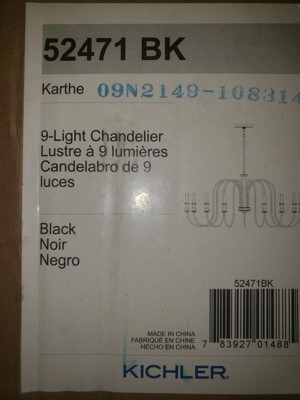 52471 BK
Karthe 09N2149-108314
9-Light Chandelier
Lustre à 9 lumières
Candelabro de 9
luces
Black
Noir
Negro
52471BK
MADE IN CHINA
FABRIQUÉ EN CHINE
HECHO EN CHINA
7 83927 01488
KICHLER